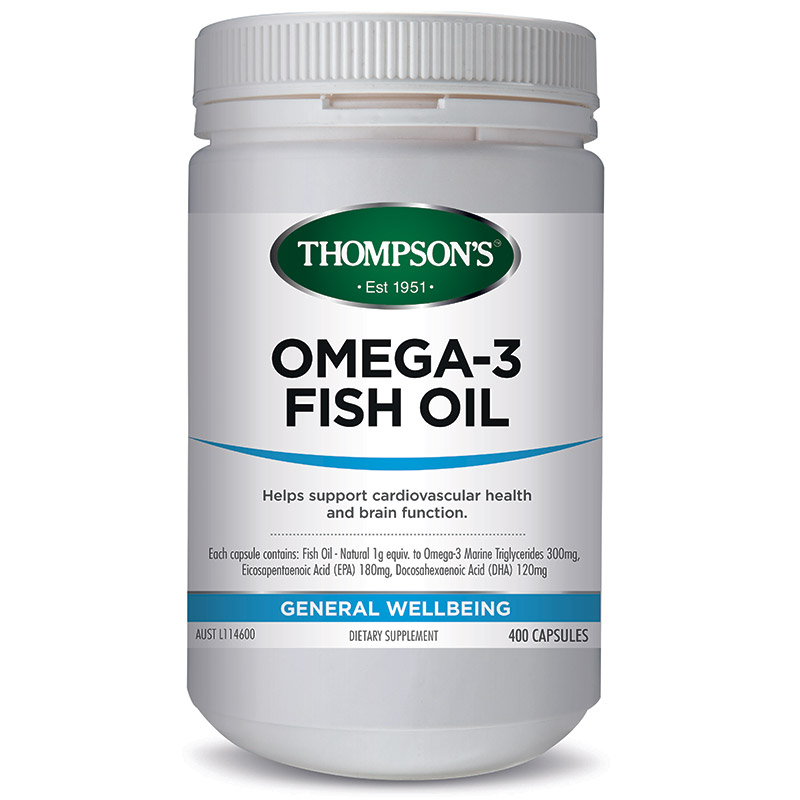 THOMPSON'S™
• Est 1951 •
OMEGA-3
FISH OIL
Helps support cardiovascular health
and brain function.
Each capsule contains: Fish Oil - Natural 1g equiv. to Omega-3 Marine Triglycerides 300mg,
Eicosapentaenoic Acid (EPA) 180mg, Docosahexaenoic Acid (DHA) 120mg
GENERAL WELLBEING
AUST L114600 DIETARY SUPPLEMENT 400 CAPSULES